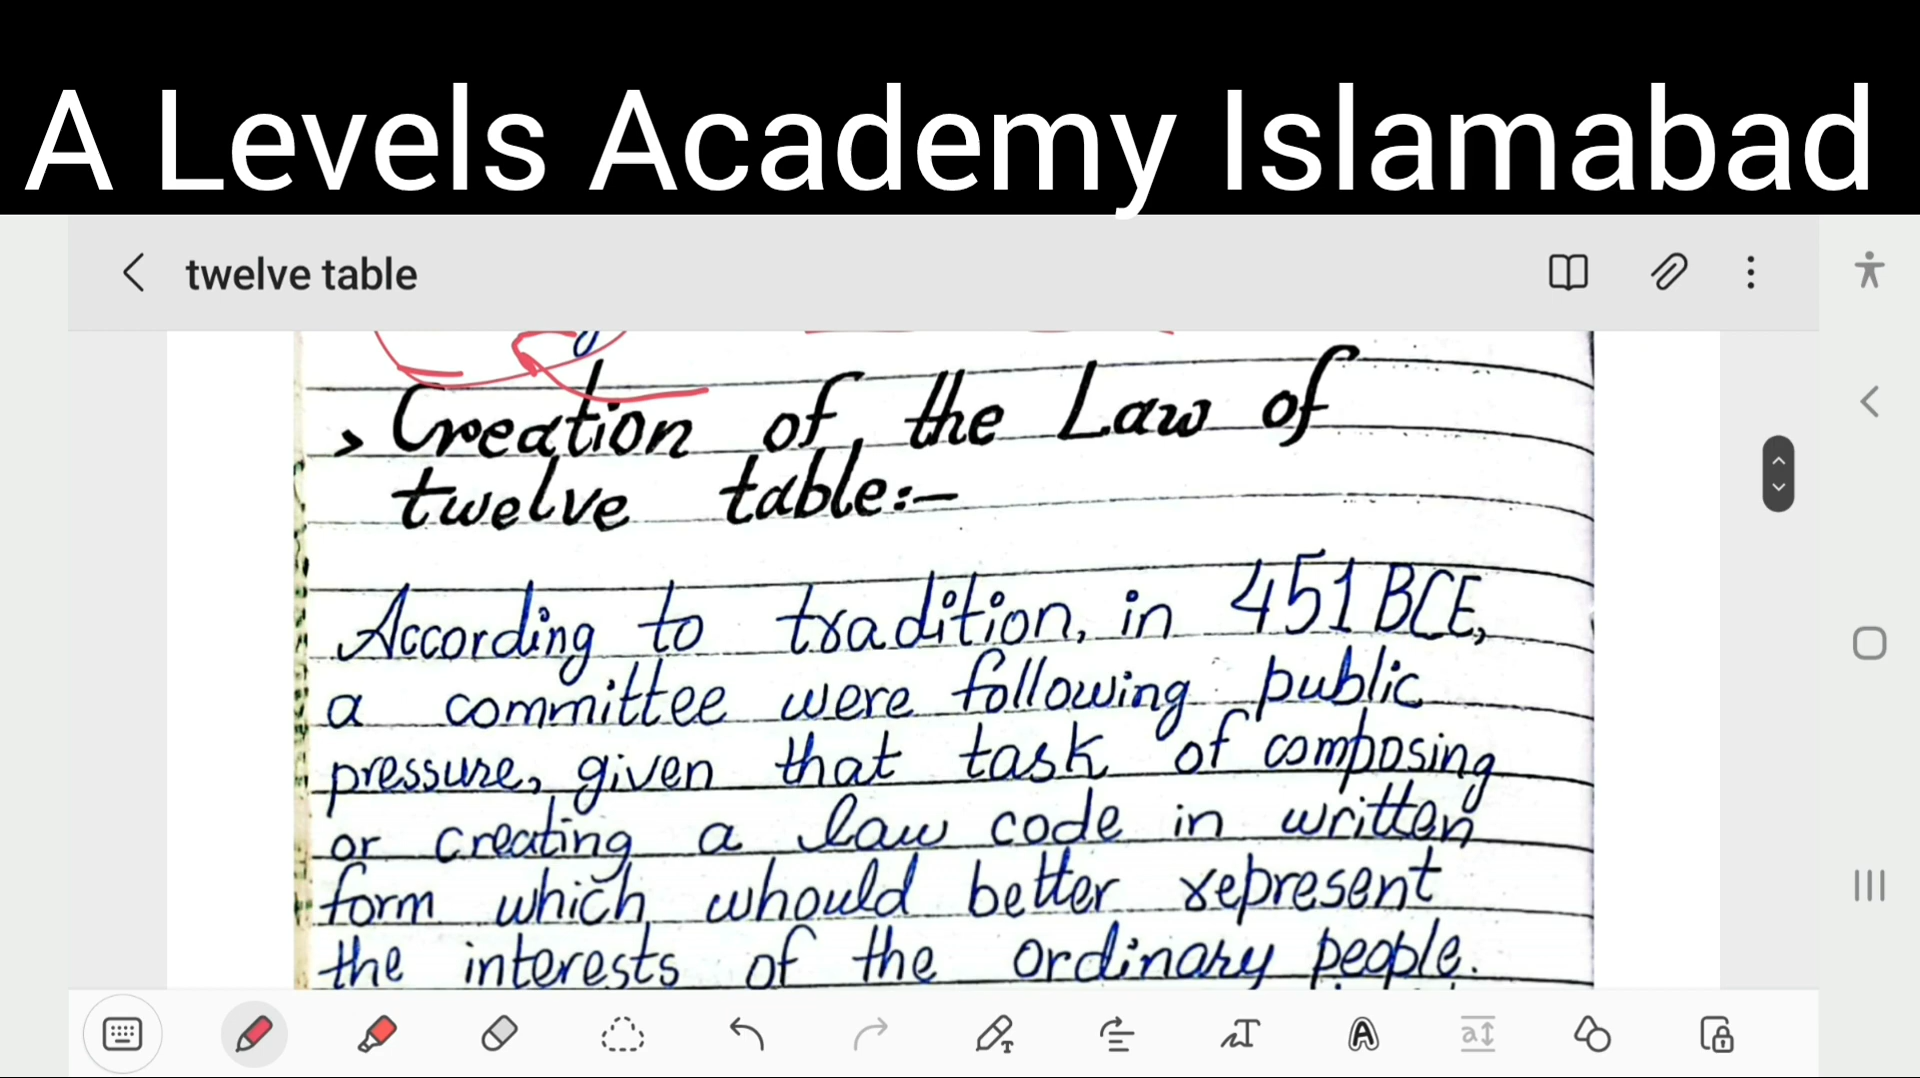 A Levels Academy Islamabad
twelve table
> Creation of the Law of
twelve table:-
According to tradition, in 451 BCE,
a committee were following public
pressure, given that task of composing
or creating a law code in written
form which whould better represent
the interests of the ordinary people.